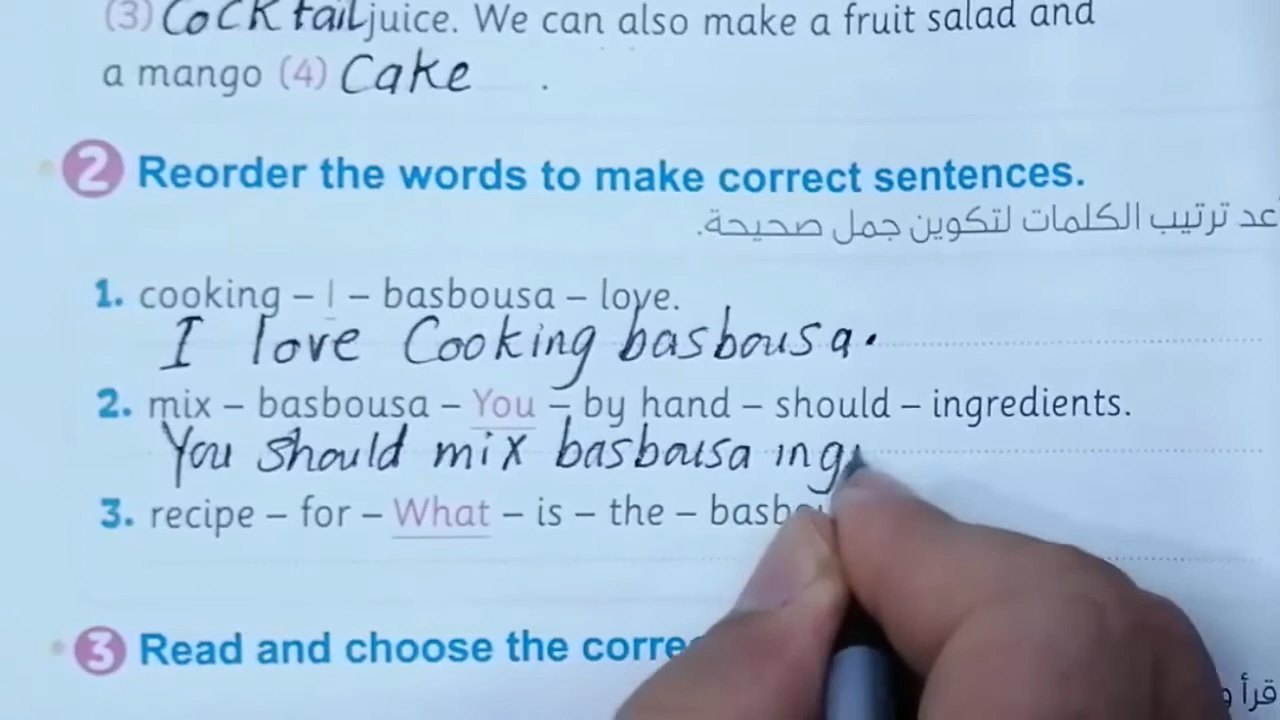 (3) Cocktail juice. We can also make a fruit salad and
a mango (4) Cake .
2 Reorder the words to make correct sentences.
عد ترتيب الكلمات لتكوين جمل صحيحة.
1. cooking – I – basbousa – love.
I love Cooking basbousa.
2. mix – basbousa – You – by hand – should – ingredients.
You should mix basbousa ing
3. recipe – for – What – is – the –
3 Read and choose the
قرأ و